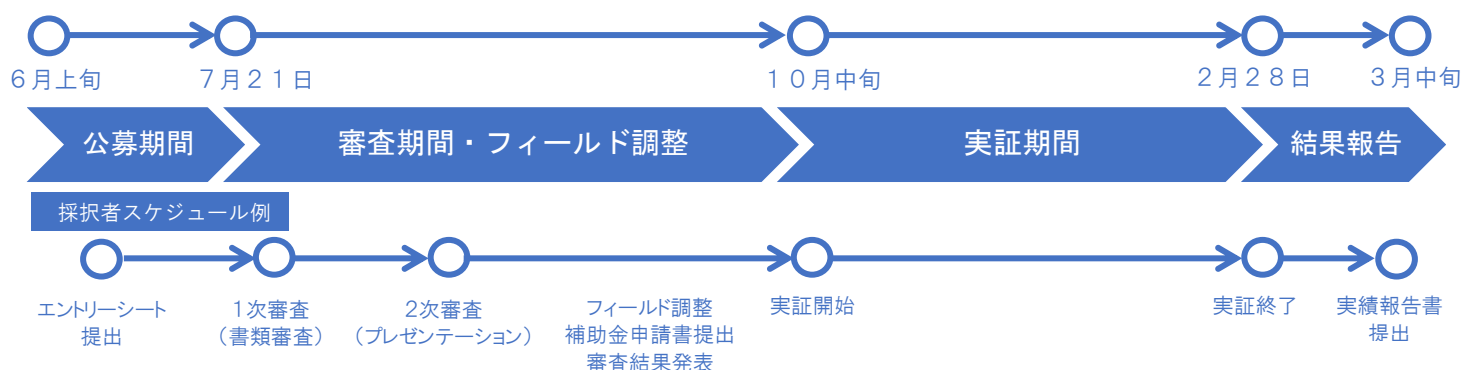 ６月上旬
７月２１日
１０月中旬
２月２８日
３月中旬
公募期間
審査期間・フィールド調整
実証期間
結果報告
採択者スケジュール例
エントリーシート
提出
1次審査
（書類審査）
2次審査
（プレゼンテーション）
フィールド調整
補助金申請書提出
審査結果発表
実証開始
実証終了
実績報告書
提出